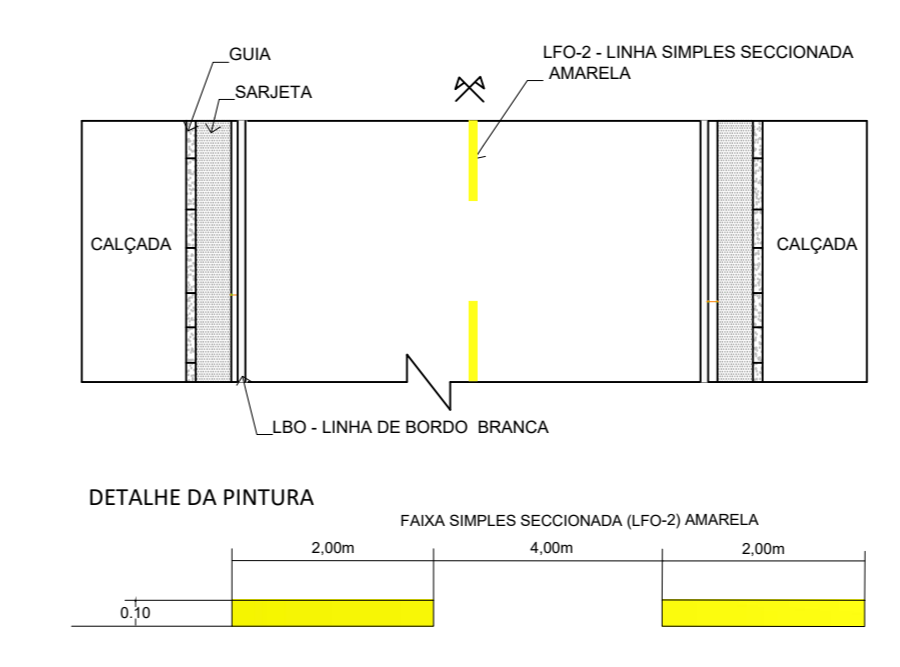 GUIA
LFO-2 - LINHA SIMPLES SECCIONADA
AMARELA
SARJETA
CALÇADA
CALÇADA
LBO - LINHA DE BORDO BRANCA
DETALHE DA PINTURA
FAIXA SIMPLES SECCIONADA (LFO-2) AMARELA
2,00m
4,00m
2,00m
0.10